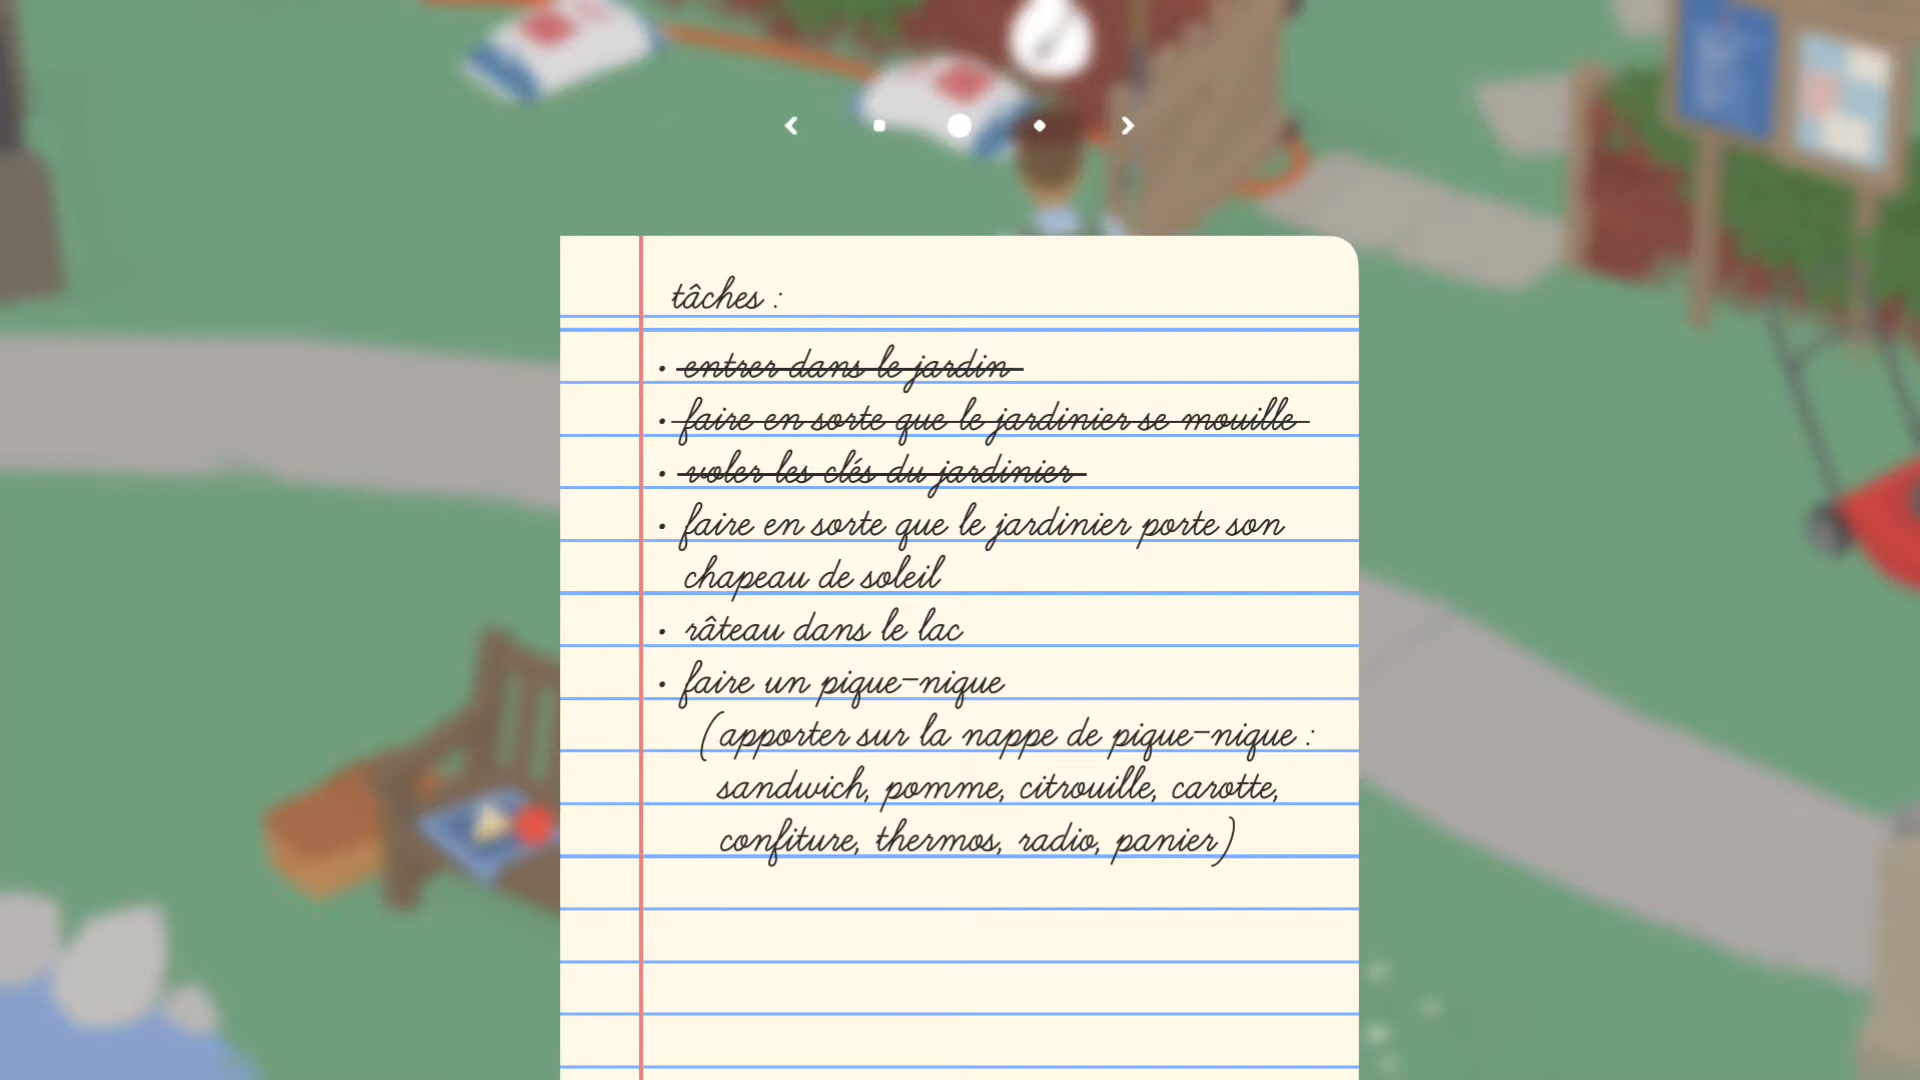 tâches :
• entrer dans le jardin
• faire en sorte que le jardinier se mouille
• voler les clés du jardinier
• faire en sorte que le jardinier porte son
chapeau de soleil
• râteau dans le lac
• faire un pique-nique
(apporter sur la nappe de pique-nique :
sandwich, pomme, citrouille, carotte,
confiture, thermos, radio, panier)